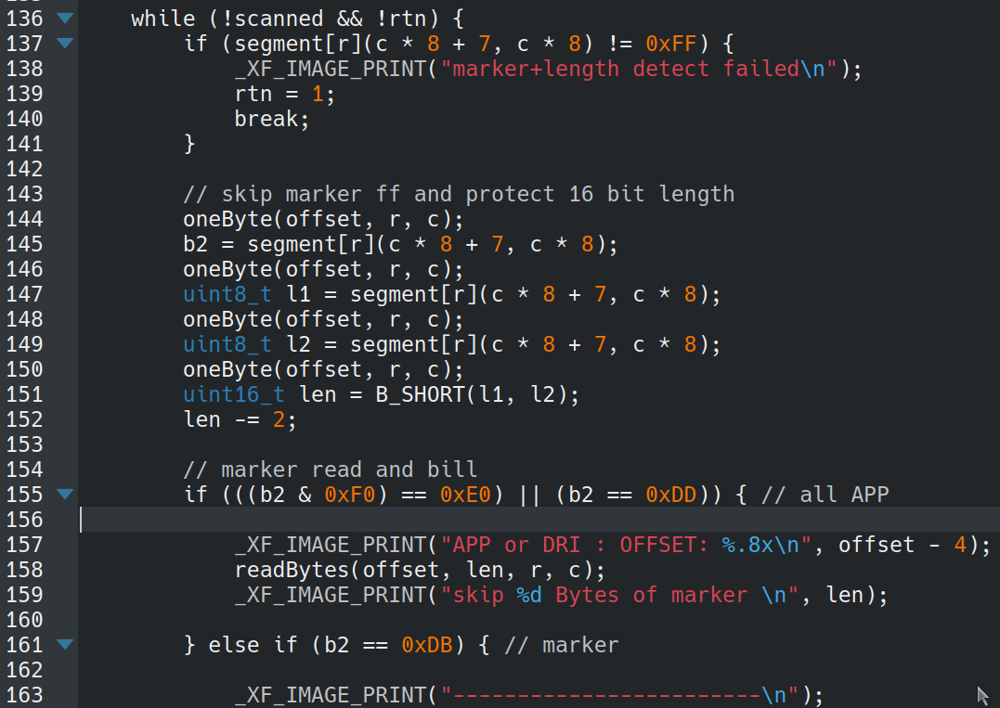 136 while (!scanned && !rtn) {
137 if (segment[r](c * 8 + 7, c * 8) != 0xFF) {
138 _XF_IMAGE_PRINT("marker+length detect failed\n");
139 rtn = 1;
140 break;
141 }
142
143 // skip marker ff and protect 16 bit length
144 oneByte(offset, r, c);
145 b2 = segment[r](c * 8 + 7, c * 8);
146 oneByte(offset, r, c);
147 uint8_t l1 = segment[r](c * 8 + 7, c * 8);
148 oneByte(offset, r, c);
149 uint8_t l2 = segment[r](c * 8 + 7, c * 8);
150 oneByte(offset, r, c);
151 uint16_t len = B_SHORT(l1, l2);
152 len -= 2;
153
154 // marker read and bill
155 if (((b2 & 0xF0) == 0xE0) || (b2 == 0xDD)) { // all APP
156
157 _XF_IMAGE_PRINT("APP or DRI : OFFSET: %.8x\n", offset - 4);
158 readBytes(offset, len, r, c);
159 _XF_IMAGE_PRINT("skip %d Bytes of marker \n", len);
160
161 } else if (b2 == 0xDB) { // marker
162
163 _XF_IMAGE_PRINT("------------------------\n");